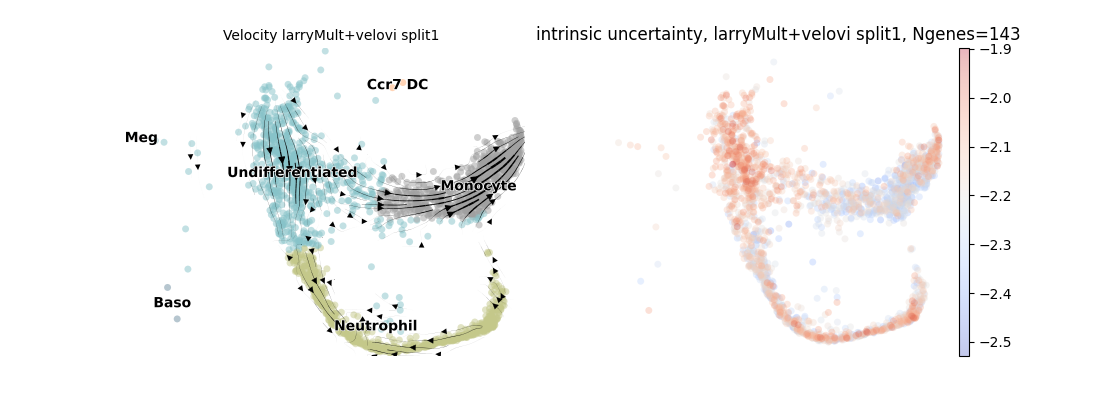 Velocity larryMult+velovi split1
Ccr7 DC
Meg
Undifferentiated
Monocyte
Baso
Neutrophil
intrinsic uncertainty, larryMult+velovi split1, Ngenes=143
−1.9
−2.0
−2.1
−2.2
−2.3
−2.4
−2.5